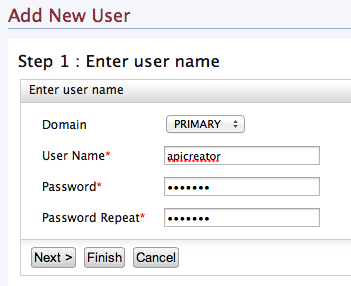 Add New User
Step 1 : Enter user name
Enter user name
Domain PRIMARY
User Name* apicreator
Password* •••••••
Password Repeat* •••••••
Next > Finish Cancel